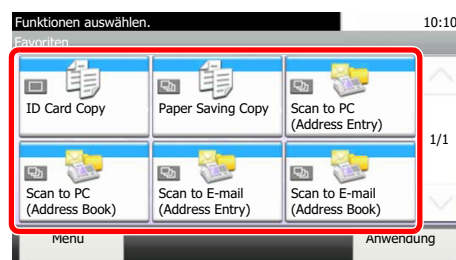 Funktionen auswählen.
10:10
Favoriten
ID Card Copy
Paper Saving Copy
Scan to PC
(Address Entry)
1/1
Scan to PC
(Address Book)
Scan to E-mail
(Address Entry)
Scan to E-mail
(Address Book)
Menü
Anwendung